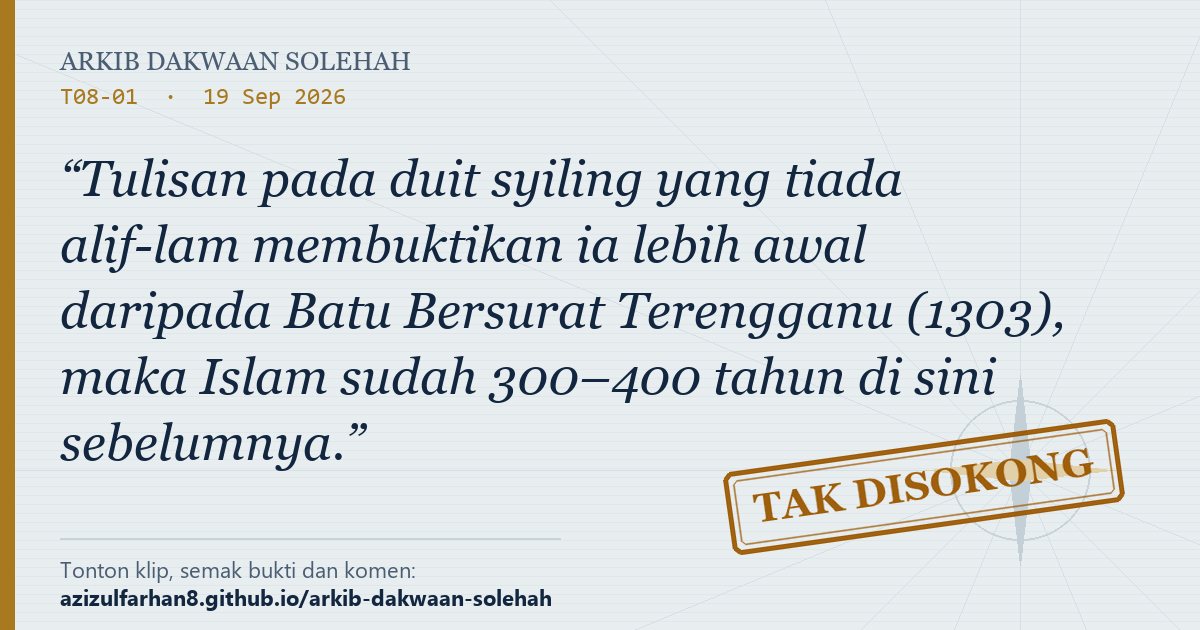 ARKIB DAKWAAN SOLEHAH
T08-01 · 19 Sep 2026
“Tulisan pada duit syiling yang tiada
alif-lam membuktikan ia lebih awal
daripada Batu Bersurat Terengganu (1303),
maka Islam sudah 300–400 tahun di sini
sebelumnya.”
TAK DISOKONG
Tonton klip, semak bukti dan komen:
azizulfarhan8.github.io/arkib-dakwaan-solehah